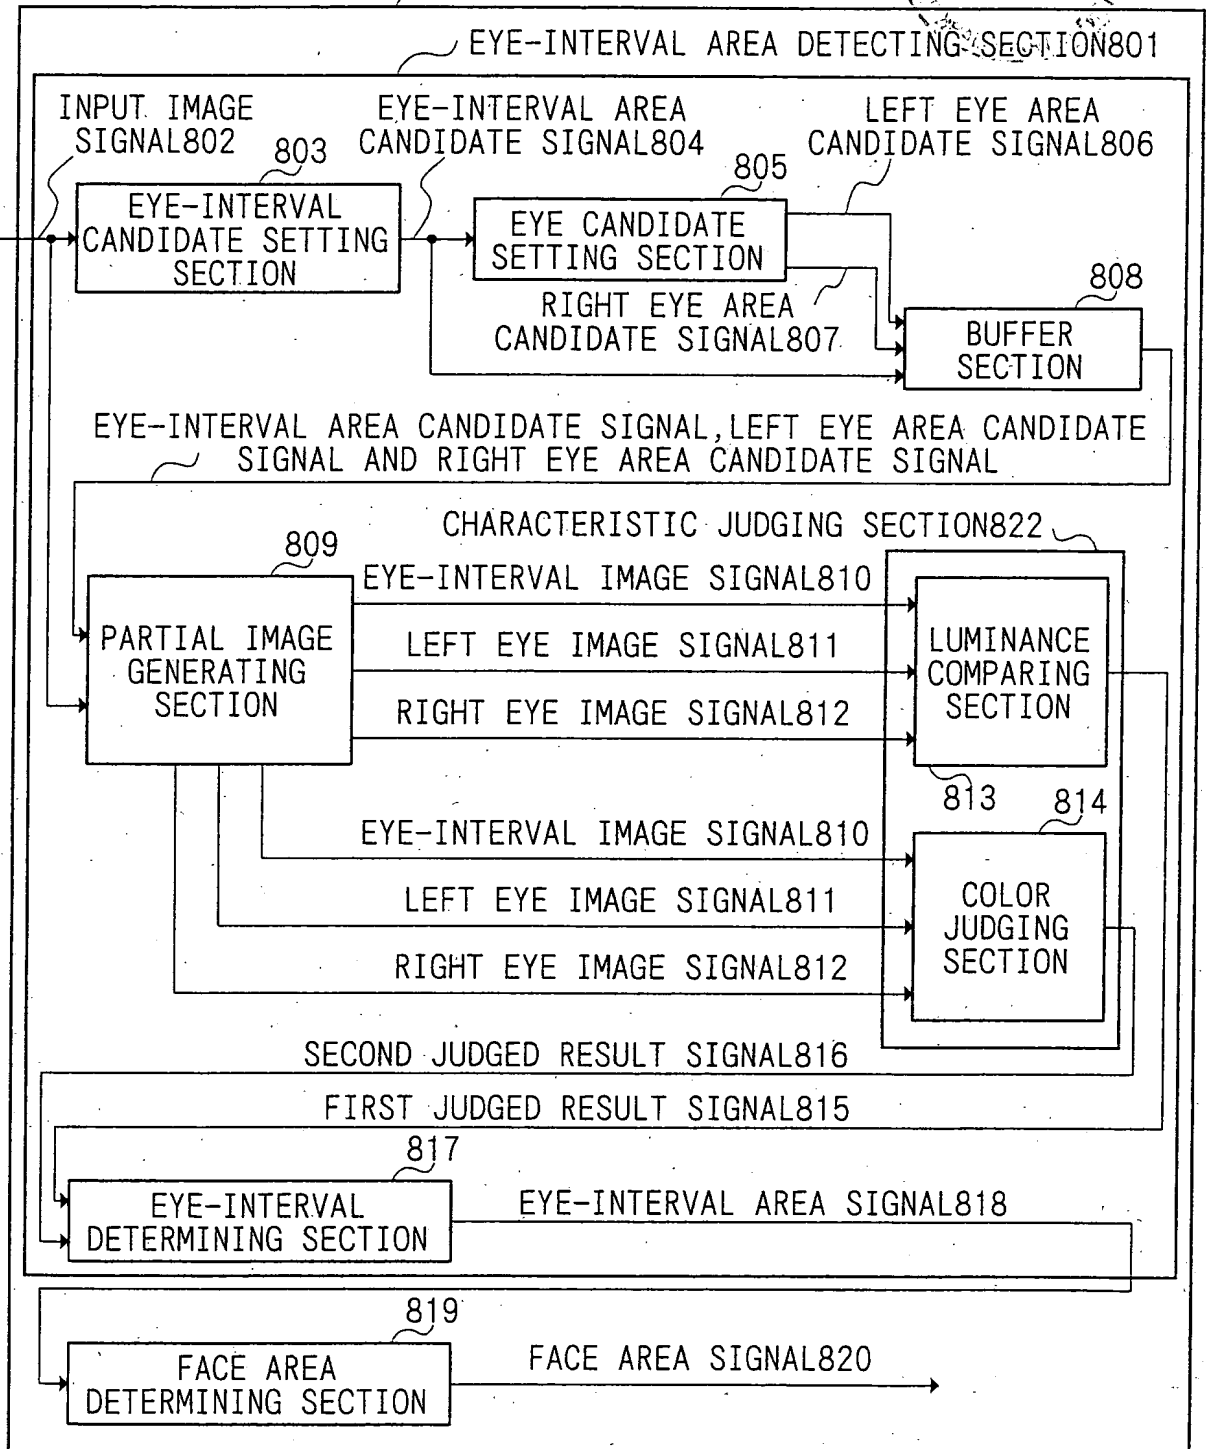 EYE-INTERVAL AREA DETECTING SECTION801
INPUT IMAGE
SIGNAL802
EYE-INTERVAL AREA
CANDIDATE SIGNAL804
LEFT EYE AREA
CANDIDATE SIGNAL806
803
805
EYE-INTERVAL
CANDIDATE SETTING
SECTION
EYE CANDIDATE
SETTING SECTION
RIGHT EYE AREA
CANDIDATE SIGNAL807
808
BUFFER
SECTION
EYE-INTERVAL AREA CANDIDATE SIGNAL,LEFT EYE AREA CANDIDATE
SIGNAL AND RIGHT EYE AREA CANDIDATE SIGNAL
CHARACTERISTIC JUDGING SECTION822
809
PARTIAL IMAGE
GENERATING
SECTION
EYE-INTERVAL IMAGE SIGNAL810
LEFT EYE IMAGE SIGNAL811
RIGHT EYE IMAGE SIGNAL812
LUMINANCE
COMPARING
SECTION
813
814
EYE-INTERVAL IMAGE SIGNAL810
LEFT EYE IMAGE SIGNAL811
RIGHT EYE IMAGE SIGNAL812
COLOR
JUDGING
SECTION
SECOND JUDGED RESULT SIGNAL816
FIRST JUDGED RESULT SIGNAL815
817
EYE-INTERVAL
DETERMINING SECTION
EYE-INTERVAL AREA SIGNAL818
819
FACE AREA
DETERMINING SECTION
FACE AREA SIGNAL820